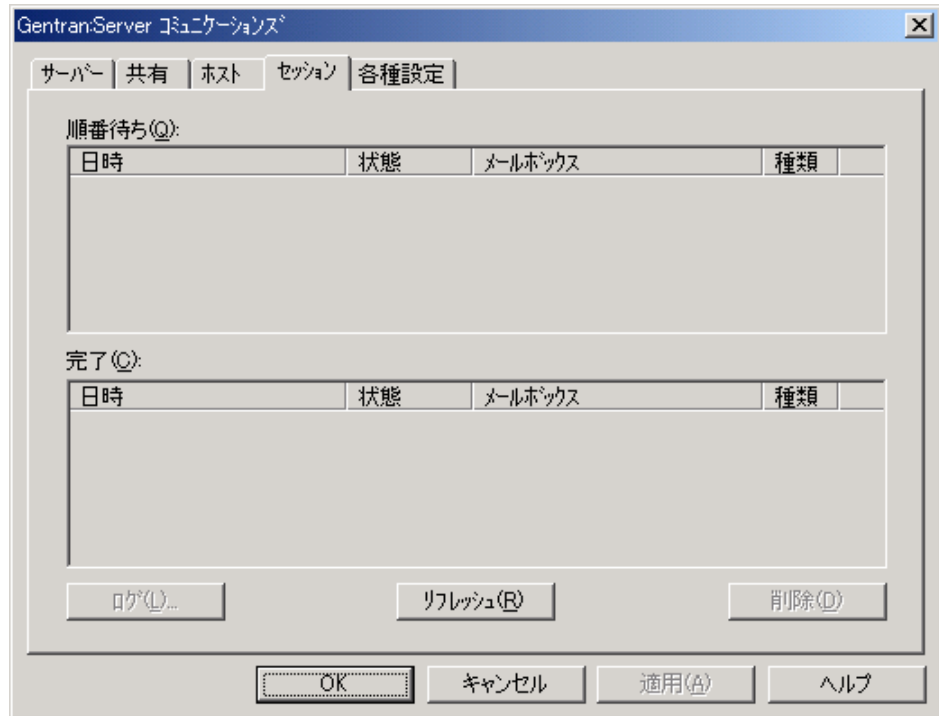 Gentran:Server ｺﾐｭﾆｹｰｼｮﾝｽﾞ
サーバー 共有 ホスト セッション 各種設定
順番待ち(Q):
日時 状態 メールボックス 種類
完了(C):
日時 状態 メールボックス 種類
ログ(L)... リフレッシュ(R) 削除(D)
OK キャンセル 適用(A) ヘルプ